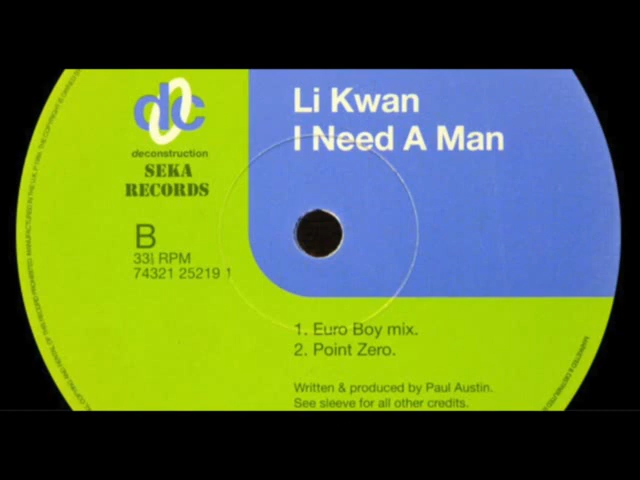 dc
deconstruction
SEKA
RECORDS
Li Kwan
I Need A Man
B
33⅓ RPM
74321 25219 1
1. Euro Boy mix.
2. Point Zero.
Written & produced by Paul Austin.
See sleeve for all other credits.